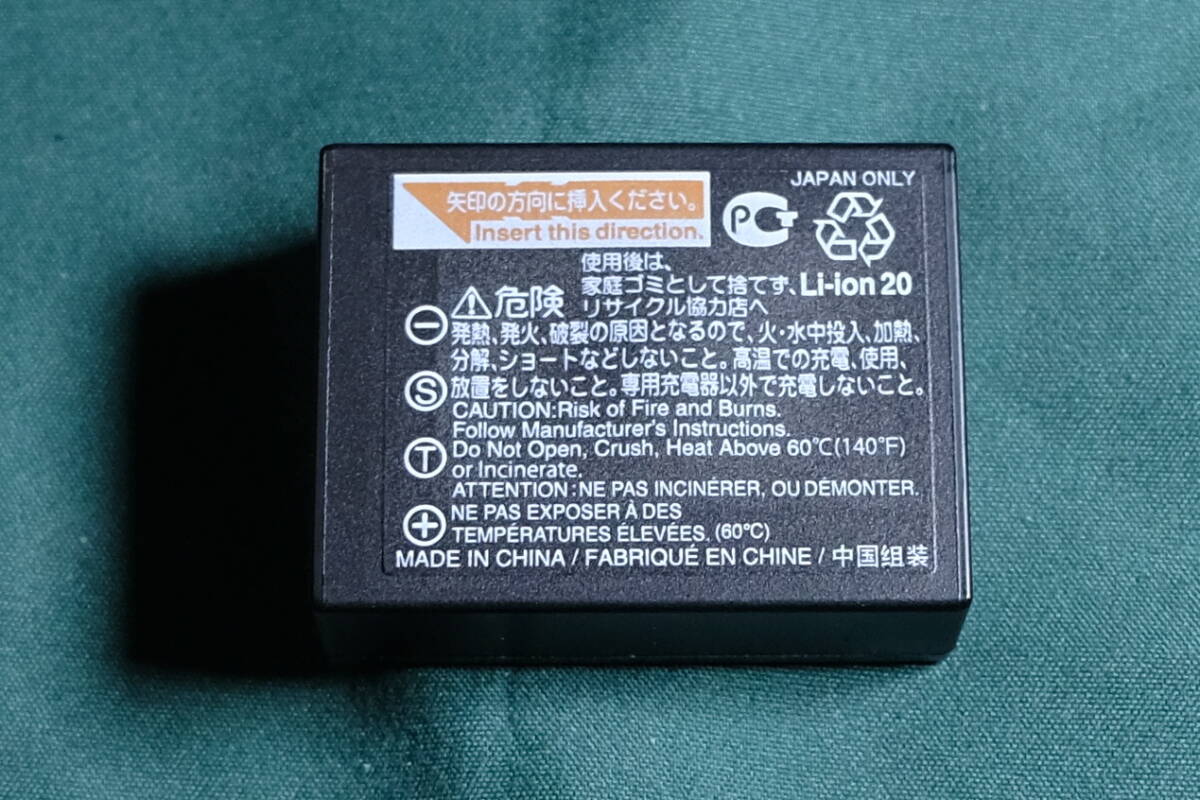 矢印の方向に挿入ください。
Insert this direction.
JAPAN ONLY
PCT
使用後は、
家庭ゴミとして捨てず、
リサイクル協力店へ
Li-ion 20
危険
発熱、発火、破裂の原因となるので、火・水中投入、加熱、
分解、ショートなどしないこと。高温での充電、使用、
放置をしないこと。専用充電器以外で充電しないこと。
CAUTION:Risk of Fire and Burns.
Follow Manufacturer's Instructions.
Do Not Open, Crush, Heat Above 60℃(140°F)
or Incinerate.
ATTENTION:NE PAS INCINÉRER, OU DÉMONTER.
NE PAS EXPOSER À DES
TEMPÉRATURES ÉLEVÉES. (60℃)
−
S
T
+
MADE IN CHINA / FABRIQUÉ EN CHINE / 中国组装